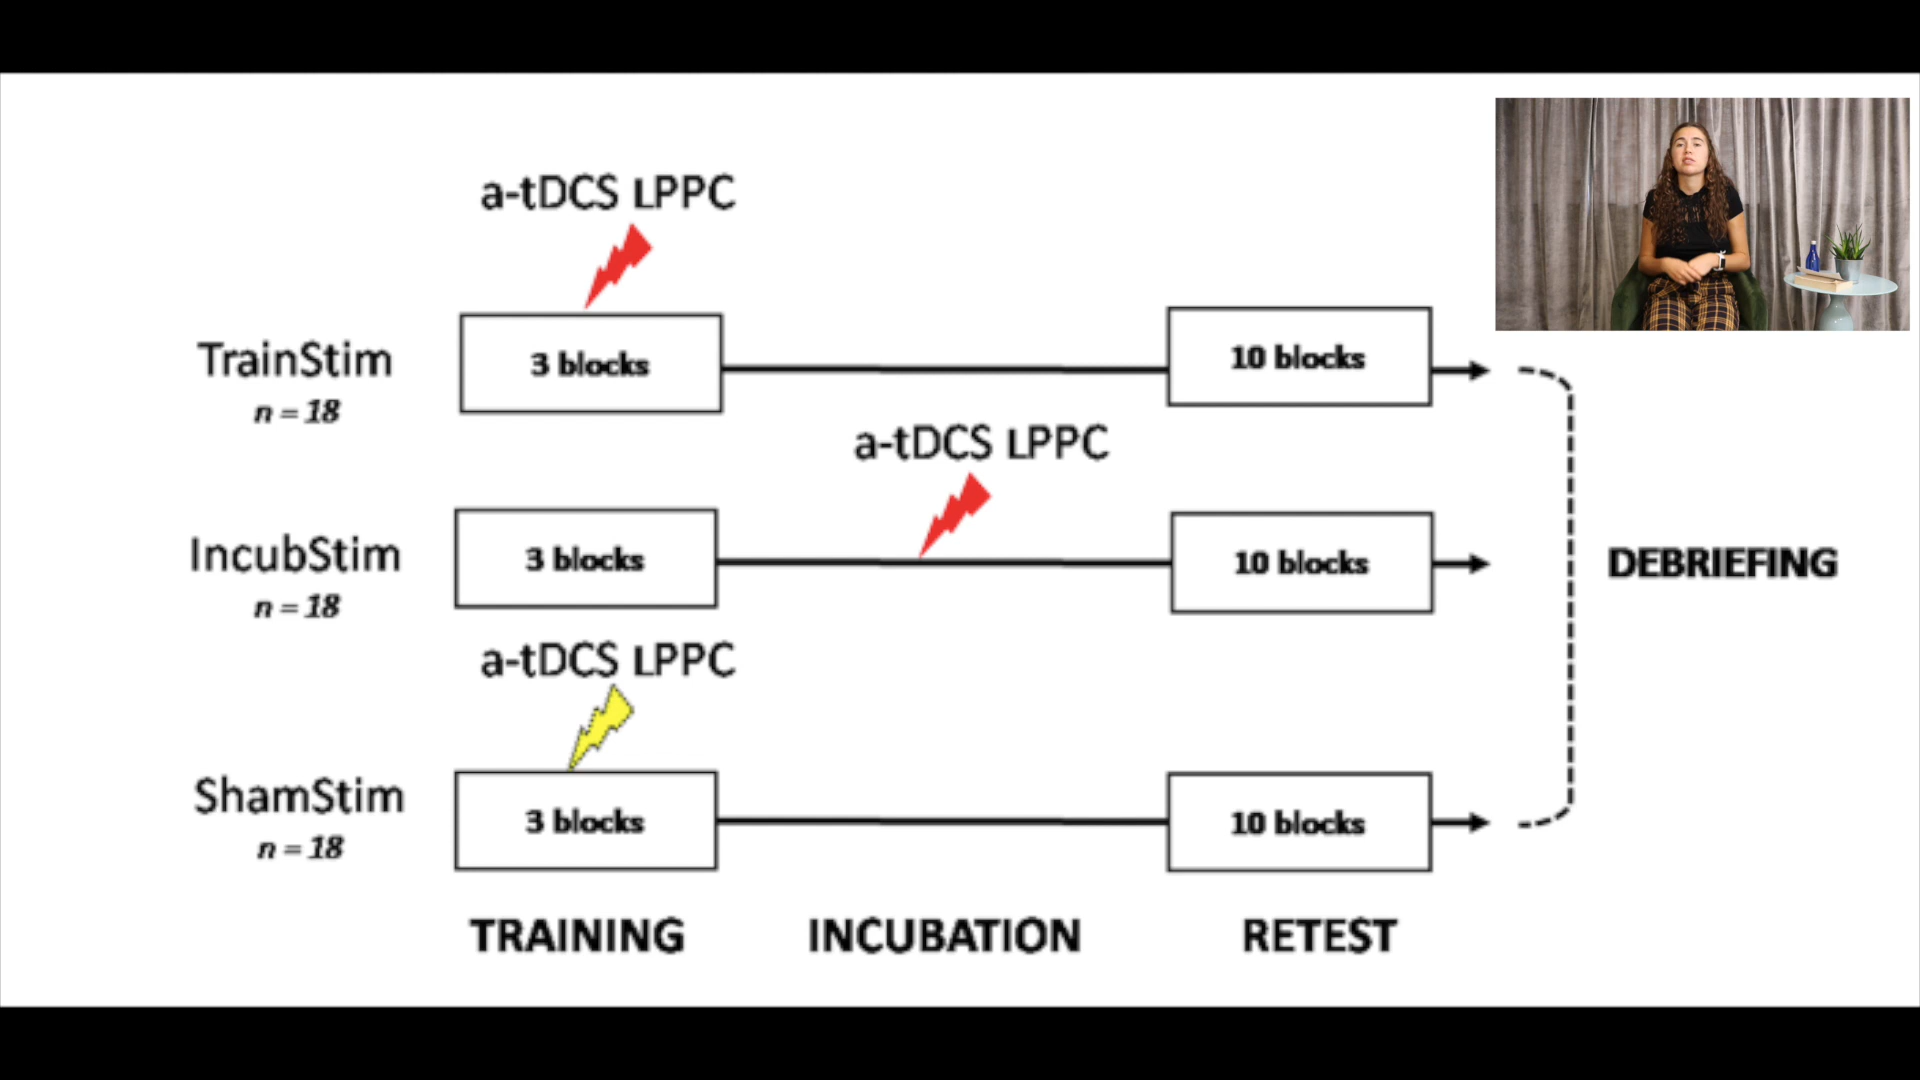 a-tDCS LPPC
TrainStim
n = 18
3 blocks
10 blocks
a-tDCS LPPC
IncubStim
n = 18
3 blocks
10 blocks
DEBRIEFING
a-tDCS LPPC
ShamStim
n = 18
3 blocks
10 blocks
TRAINING
INCUBATION
RETEST